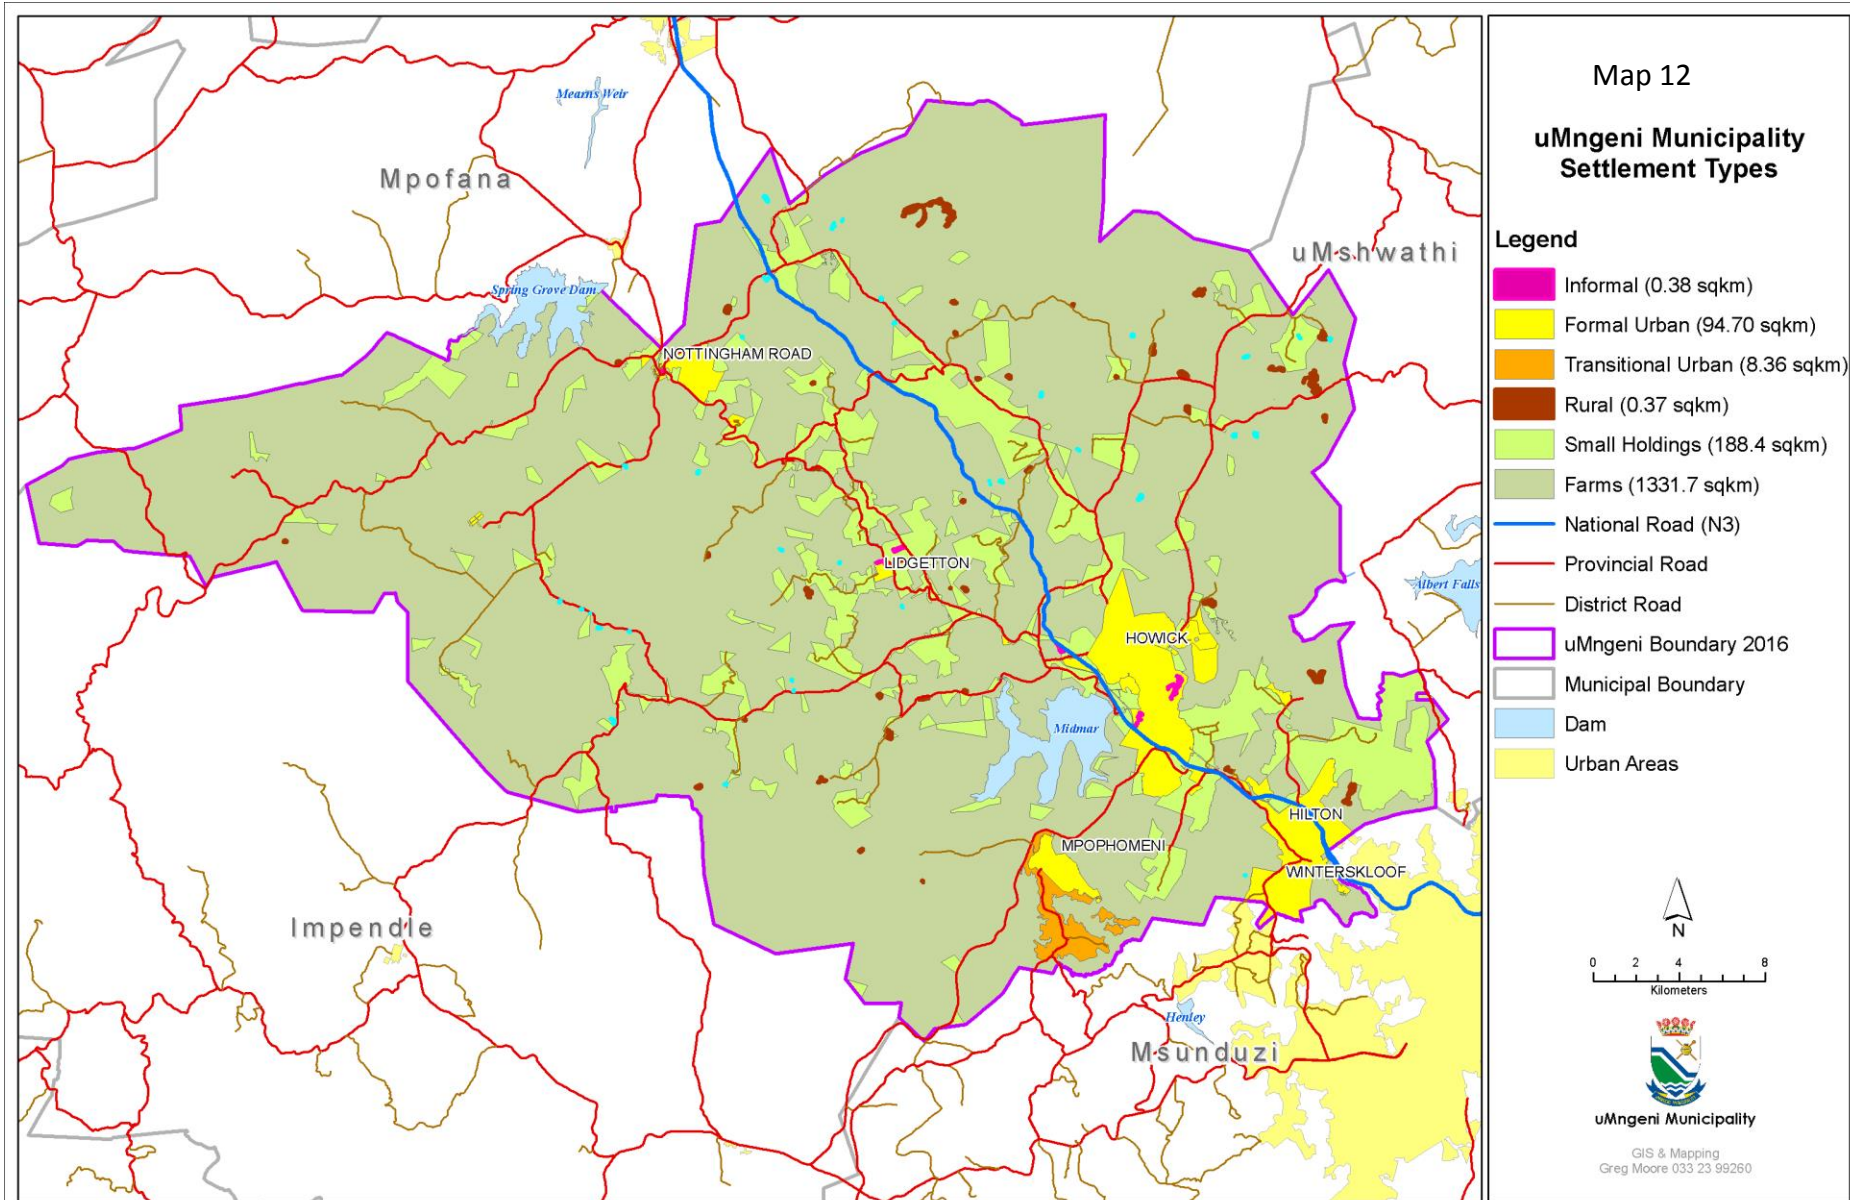 Mearns Weir
Mpofana
uMshwathi
Spring Grove Dam
NOTTINGHAM ROAD
LIDGETTON
Albert Falls
HOWICK
Midmar
HILTON
MPOPHOMENI
WINTERSKLOOF
Impendle
Henley
Msunduzi
Map 12
uMngeni Municipality
Settlement Types
Legend
Informal (0.38 sqkm)
Formal Urban (94.70 sqkm)
Transitional Urban (8.36 sqkm)
Rural (0.37 sqkm)
Small Holdings (188.4 sqkm)
Farms (1331.7 sqkm)
National Road (N3)
Provincial Road
District Road
uMngeni Boundary 2016
Municipal Boundary
Dam
Urban Areas
N
0 2 4 8
Kilometers
uMngeni Municipality
GIS & Mapping
Greg Moore 033 23 99260